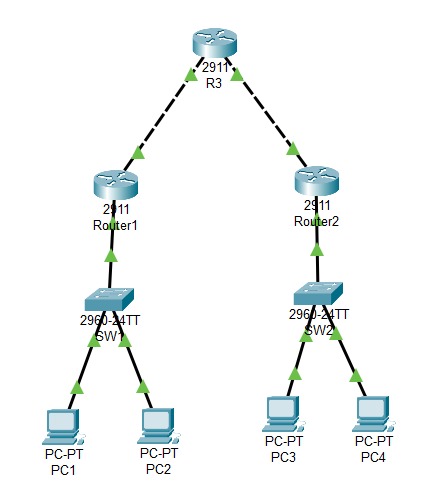 2911
R3
2911
Router1
2911
Router2
2960-24TT
SW1
2960-24TT
SW2
PC-PT
PC1
PC-PT
PC2
PC-PT
PC3
PC-PT
PC4